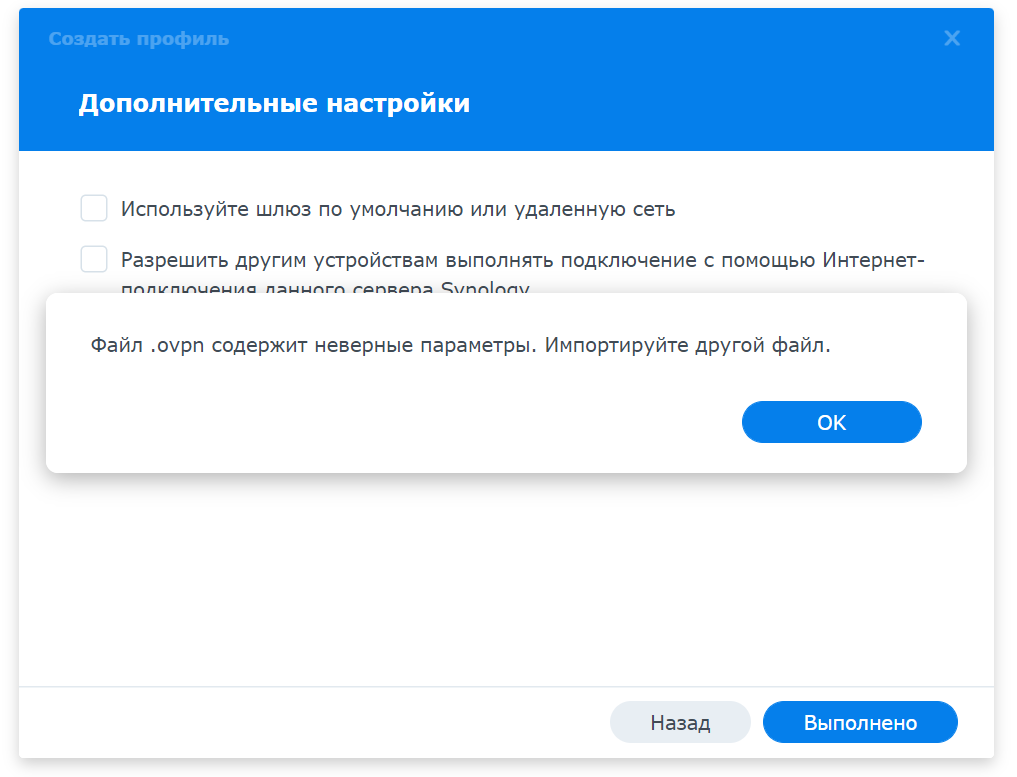 Создать профиль
Дополнительные настройки
Используйте шлюз по умолчанию или удаленную сеть
Разрешить другим устройствам выполнять подключение с помощью Интернет-
подключения данного сервера Synology
Файл .ovpn содержит неверные параметры. Импортируйте другой файл.
OK
Назад
Выполнено